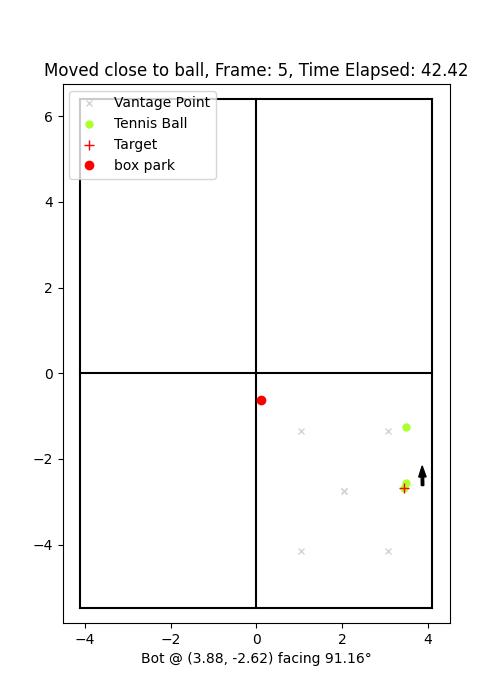 Moved close to ball, Frame: 5, Time Elapsed: 42.42
Vantage Point
Tennis Ball
Target
box park
6
4
2
0
−2
−4
−4
−2
0
2
4
Bot @ (3.88, -2.62) facing 91.16°